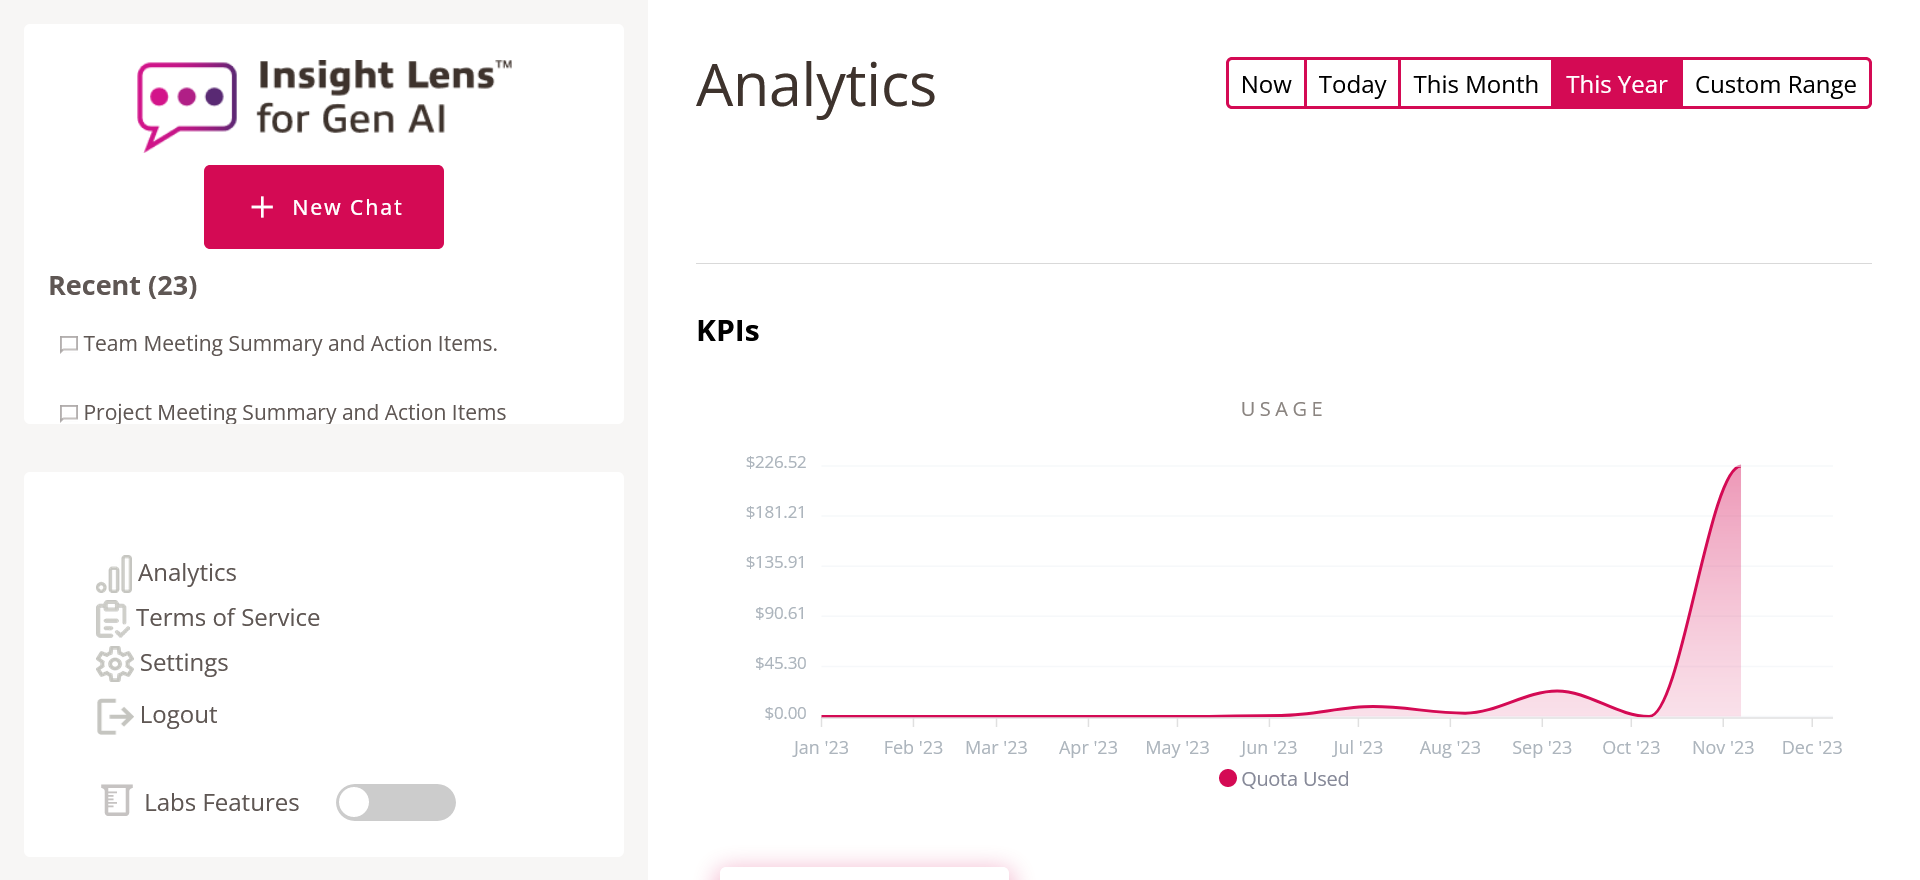 Insight Lens™
for Gen AI
New Chat
Recent (23)
Team Meeting Summary and Action Items.
Project Meeting Summary and Action Items
Analytics
Terms of Service
Settings
Logout
Labs Features
Analytics
Now Today This Month This Year Custom Range
KPIs
USAGE
$226.52
$181.21
$135.91
$90.61
$45.30
$0.00
Jan '23 Feb '23 Mar '23 Apr '23 May '23 Jun '23 Jul '23 Aug '23 Sep '23 Oct '23 Nov '23 Dec '23
Quota Used